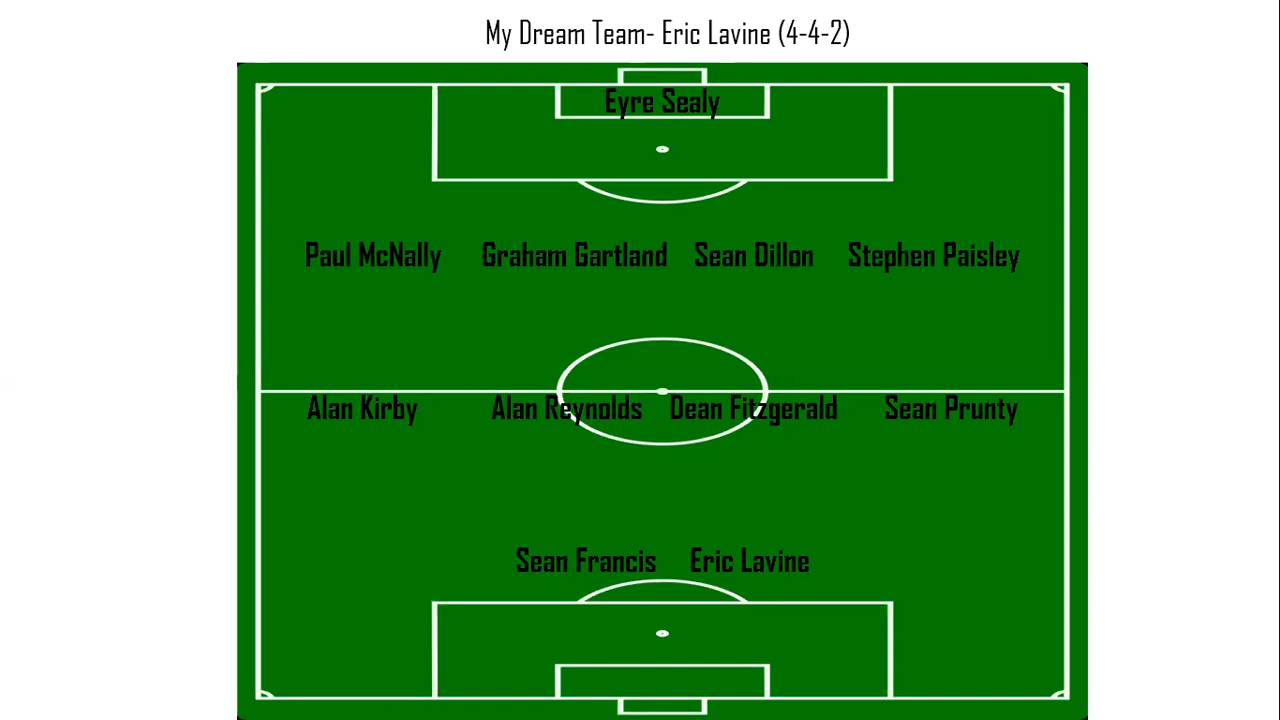 My Dream Team- Eric Lavine (4-4-2)
Eyre Sealy
Paul McNally Graham Gartland Sean Dillon Stephen Paisley
Alan Kirby Alan Reynolds Dean Fitzgerald Sean Prunty
Sean Francis Eric Lavine